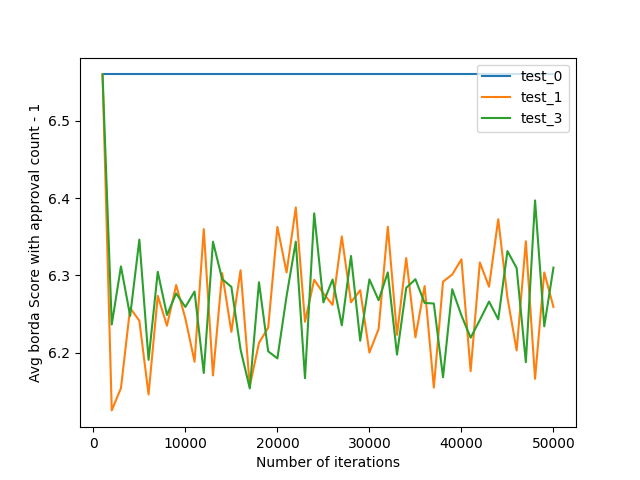 test_0
test_1
test_3
Avg borda Score with approval count - 1
6.5
6.4
6.3
6.2
0
10000
20000
30000
40000
50000
Number of iterations